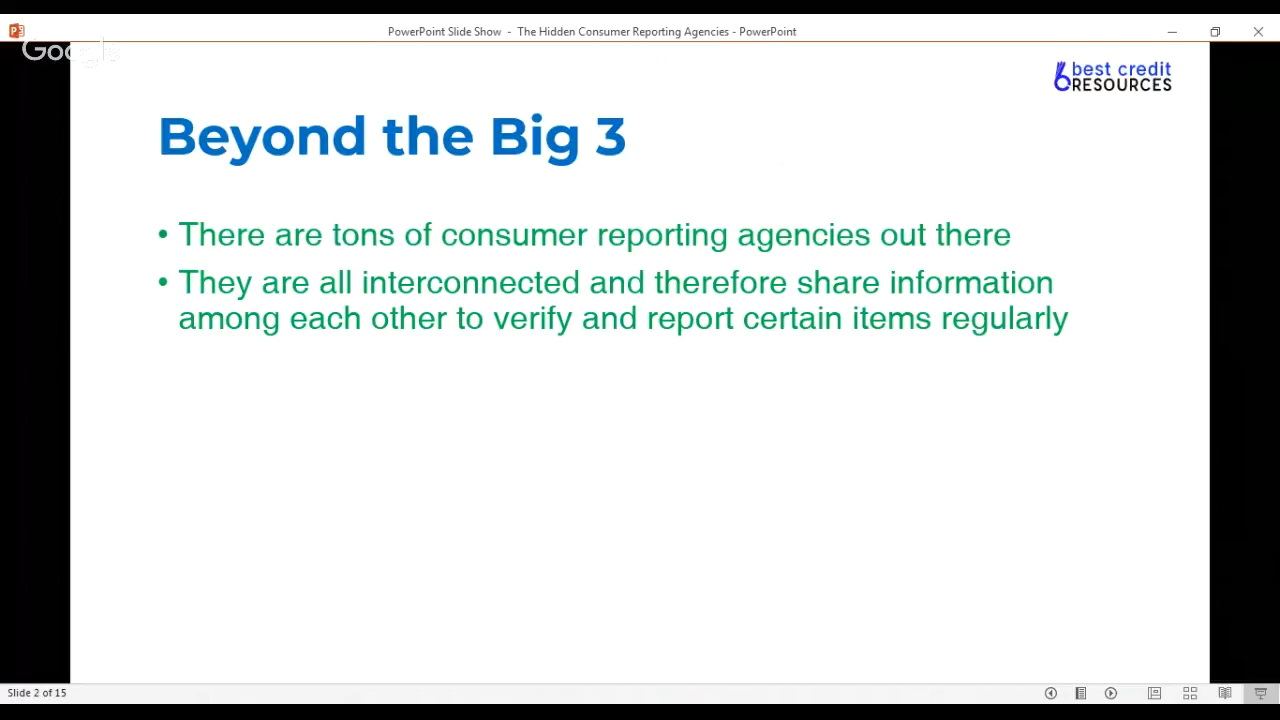 PowerPoint Slide Show - The Hidden Consumer Reporting Agencies - PowerPoint
Google
best credit
RESOURCES
Beyond the Big 3
• There are tons of consumer reporting agencies out there
• They are all interconnected and therefore share information
among each other to verify and report certain items regularly
Slide 2 of 15